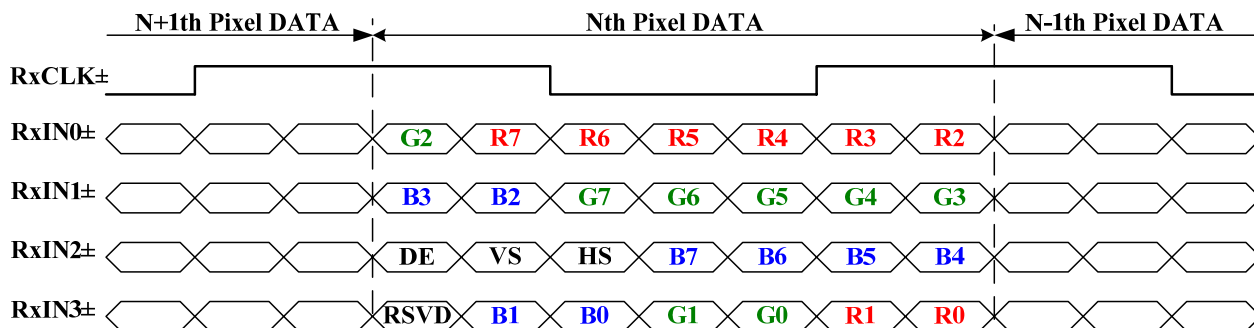 N+1th Pixel DATA Nth Pixel DATA N-1th Pixel DATA
RxCLK±
RxIN0± G2 R7 R6 R5 R4 R3 R2
RxIN1± B3 B2 G7 G6 G5 G4 G3
RxIN2± DE VS HS B7 B6 B5 B4
RxIN3± RSVD B1 B0 G1 G0 R1 R0